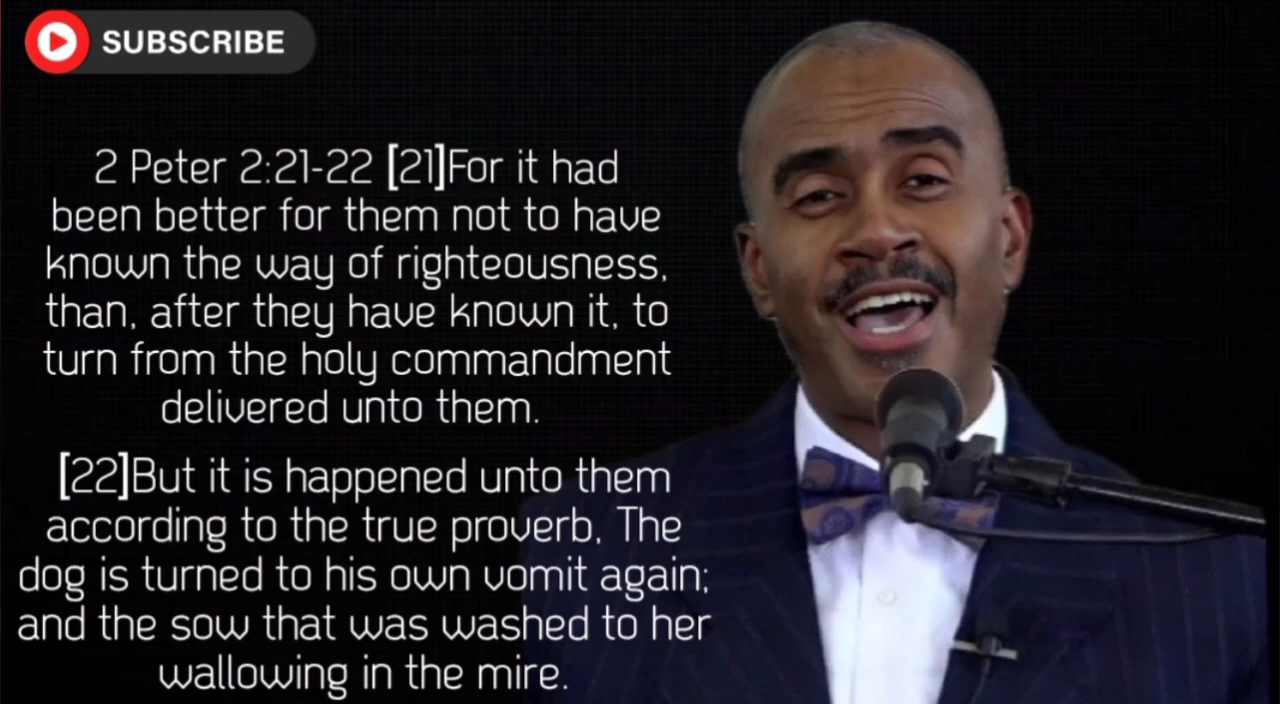 SUBSCRIBE
2 Peter 2:21-22 [21]For it had
been better for them not to have
known the way of righteousness,
than, after they have known it, to
turn from the holy commandment
delivered unto them.
[22]But it is happened unto them
according to the true proverb, The
dog is turned to his own vomit again;
and the sow that was washed to her
wallowing in the mire.